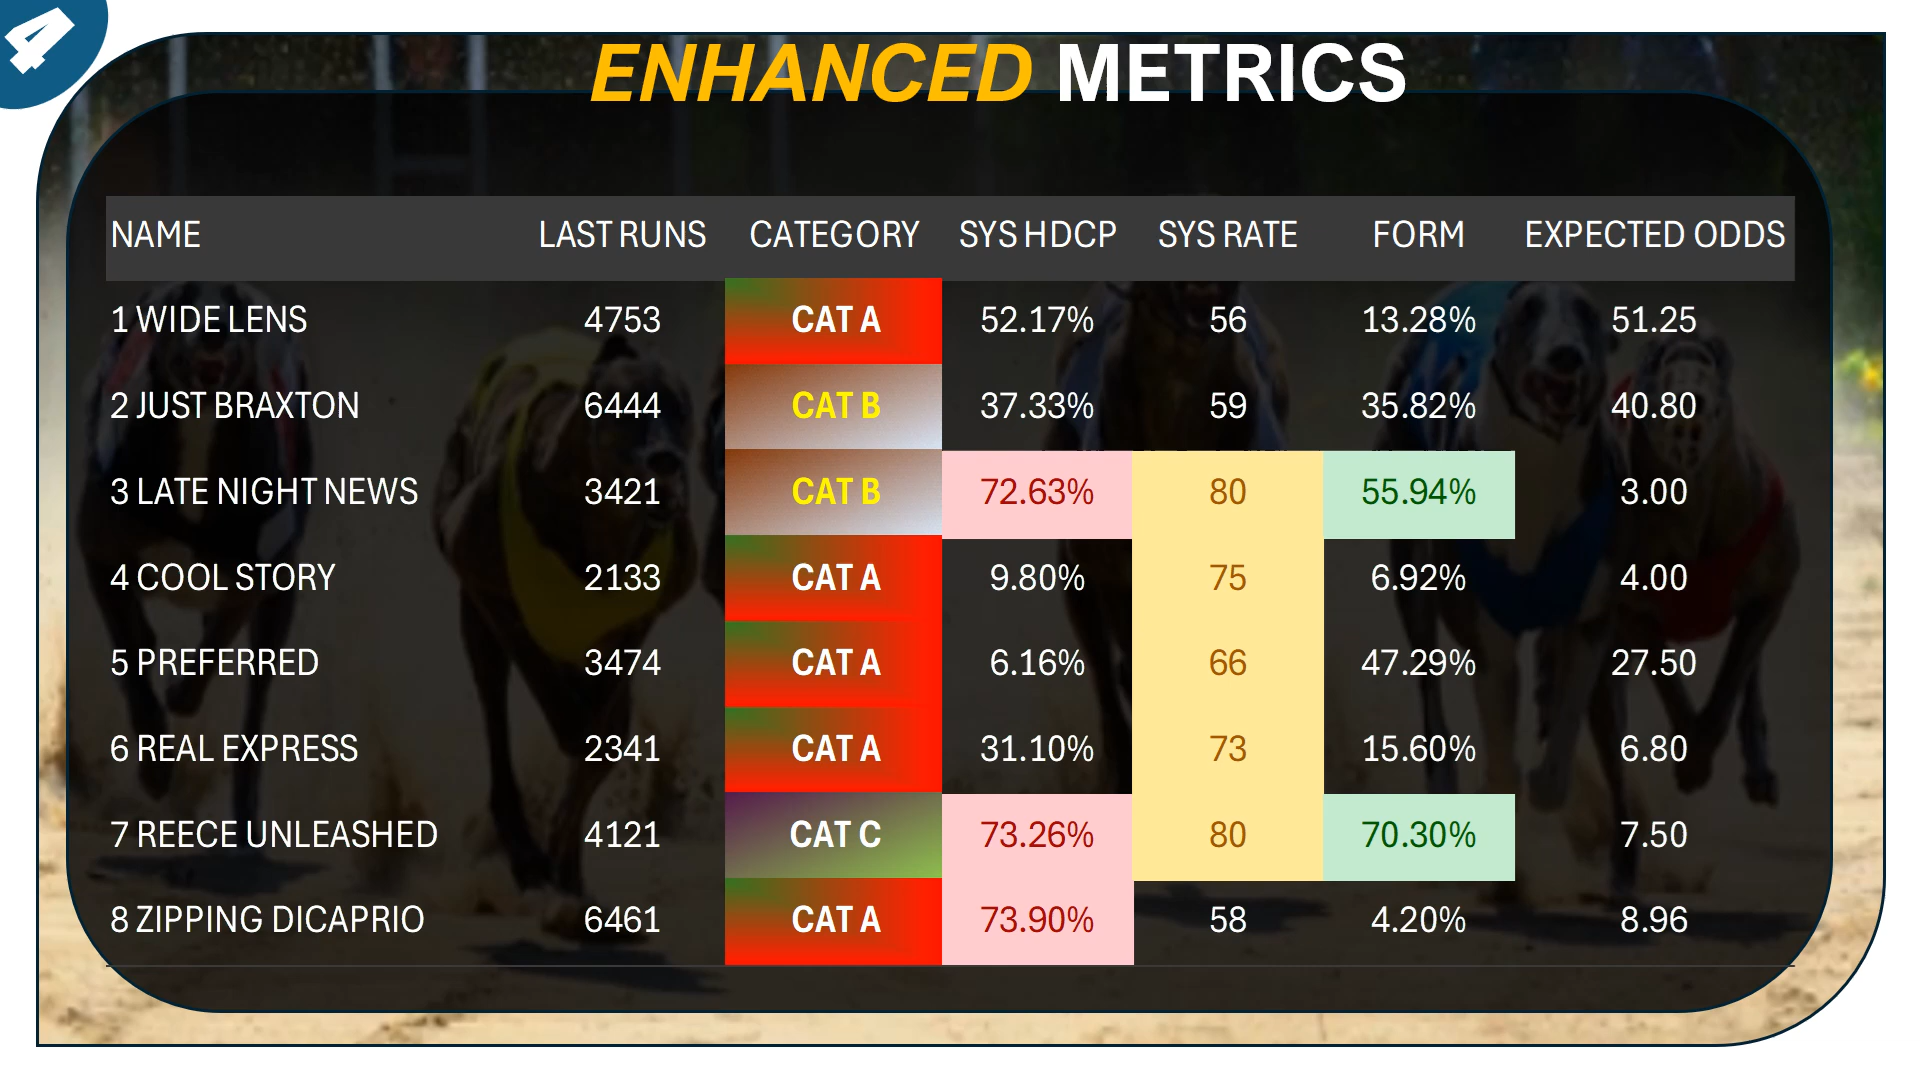 4
ENHANCED METRICS
NAME LAST RUNS CATEGORY SYS HDCP SYS RATE FORM EXPECTED ODDS
1 WIDE LENS 4753 CAT A 52.17% 56 13.28% 51.25
2 JUST BRAXTON 6444 CAT B 37.33% 59 35.82% 40.80
3 LATE NIGHT NEWS 3421 CAT B 72.63% 80 55.94% 3.00
4 COOL STORY 2133 CAT A 9.80% 75 6.92% 4.00
5 PREFERRED 3474 CAT A 6.16% 66 47.29% 27.50
6 REAL EXPRESS 2341 CAT A 31.10% 73 15.60% 6.80
7 REECE UNLEASHED 4121 CAT C 73.26% 80 70.30% 7.50
8 ZIPPING DICAPRIO 6461 CAT A 73.90% 58 4.20% 8.96